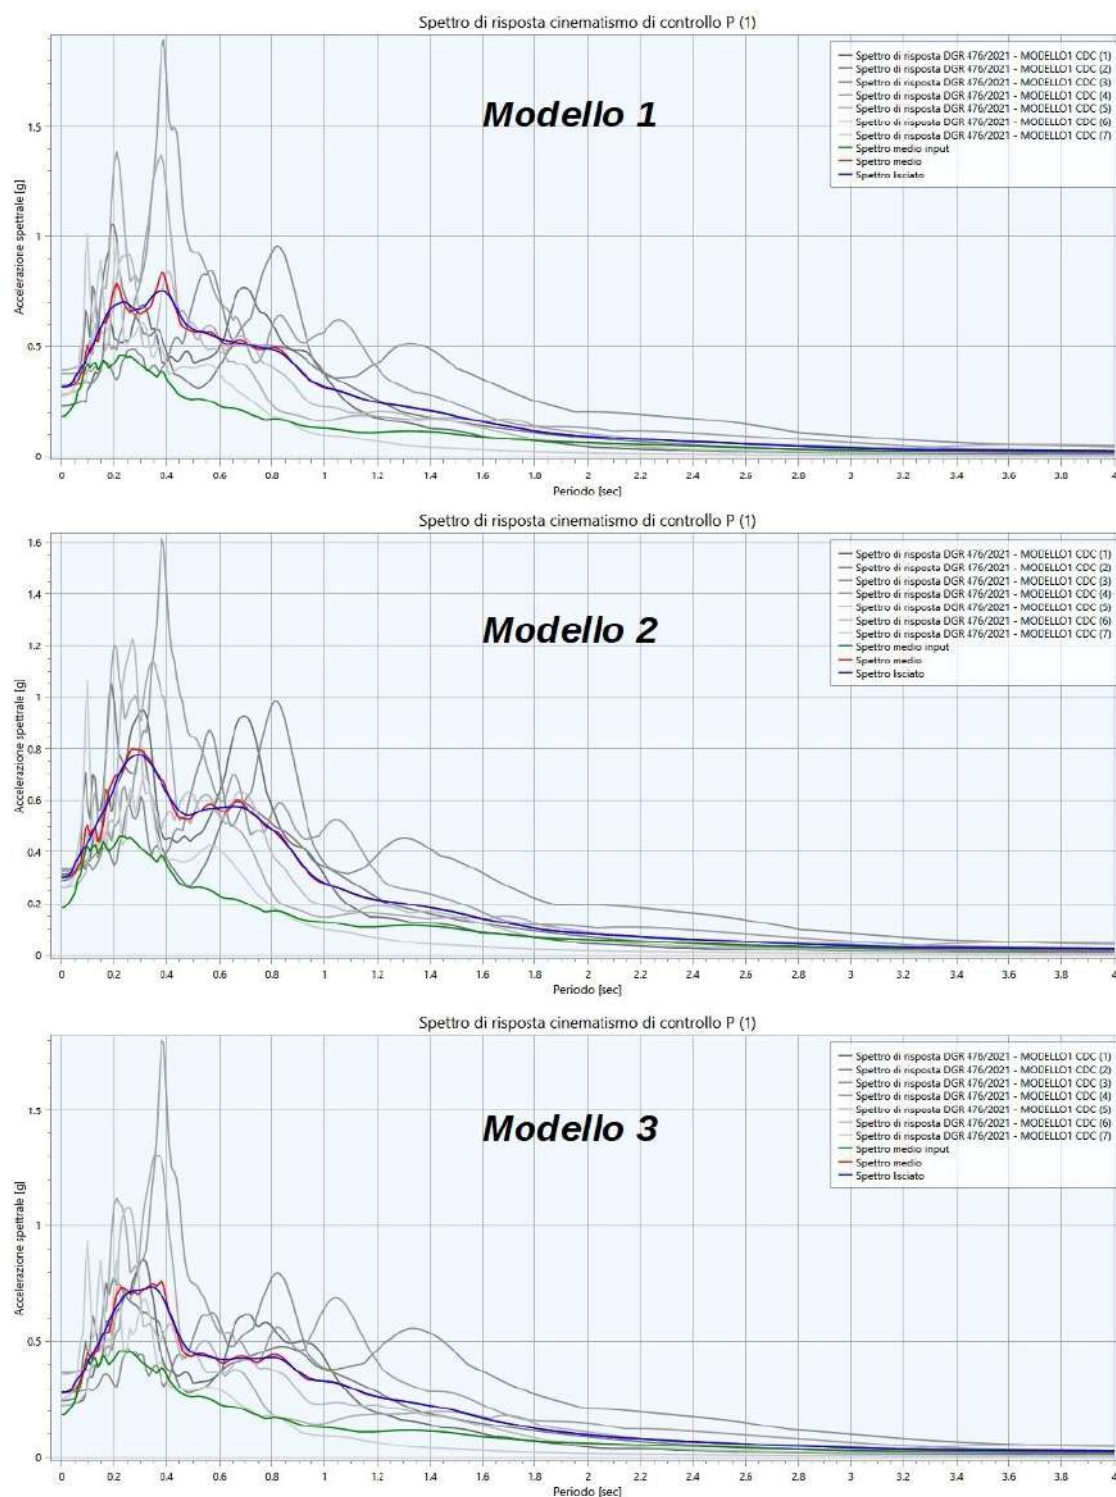 Spettro di risposta cinematismo di controllo P (1)
Modello 1
Spettro di risposta DGR 476/2021 - MODELLO1 CDC (1)
Spettro di risposta DGR 476/2021 - MODELLO1 CDC (2)
Spettro di risposta DGR 476/2021 - MODELLO1 CDC (3)
Spettro di risposta DGR 476/2021 - MODELLO1 CDC (4)
Spettro di risposta DGR 476/2021 - MODELLO1 CDC (5)
Spettro di risposta DGR 476/2021 - MODELLO1 CDC (6)
Spettro di risposta DGR 476/2021 - MODELLO1 CDC (7)
Spettro medio input
Spettro medio
Spettro lisciato
Accelerazione spettrale [g]
1.5
1
0.5
0
0 0.2 0.4 0.6 0.8 1 1.2 1.4 1.6 1.8 2 2.2 2.4 2.6 2.8 3 3.2 3.4 3.6 3.8 4
Periodo [sec]
Spettro di risposta cinematismo di controllo P (1)
Modello 2
Spettro di risposta DGR 476/2021 - MODELLO1 CDC (1)
Spettro di risposta DGR 476/2021 - MODELLO1 CDC (2)
Spettro di risposta DGR 476/2021 - MODELLO1 CDC (3)
Spettro di risposta DGR 476/2021 - MODELLO1 CDC (4)
Spettro di risposta DGR 476/2021 - MODELLO1 CDC (5)
Spettro di risposta DGR 476/2021 - MODELLO1 CDC (6)
Spettro di risposta DGR 476/2021 - MODELLO1 CDC (7)
Spettro medio input
Spettro medio
Spettro lisciato
Accelerazione spettrale [g]
1.6
1.4
1.2
1
0.8
0.6
0.4
0.2
0
0 0.2 0.4 0.6 0.8 1 1.2 1.4 1.6 1.8 2 2.2 2.4 2.6 2.8 3 3.2 3.4 3.6 3.8 4
Periodo [sec]
Spettro di risposta cinematismo di controllo P (1)
Modello 3
Spettro di risposta DGR 476/2021 - MODELLO1 CDC (1)
Spettro di risposta DGR 476/2021 - MODELLO1 CDC (2)
Spettro di risposta DGR 476/2021 - MODELLO1 CDC (3)
Spettro di risposta DGR 476/2021 - MODELLO1 CDC (4)
Spettro di risposta DGR 476/2021 - MODELLO1 CDC (5)
Spettro di risposta DGR 476/2021 - MODELLO1 CDC (6)
Spettro di risposta DGR 476/2021 - MODELLO1 CDC (7)
Spettro medio input
Spettro medio
Spettro lisciato
Accelerazione spettrale [g]
1.5
1
0.5
0
0 0.2 0.4 0.6 0.8 1 1.2 1.4 1.6 1.8 2 2.2 2.4 2.6 2.8 3 3.2 3.4 3.6 3.8 4
Periodo [sec]